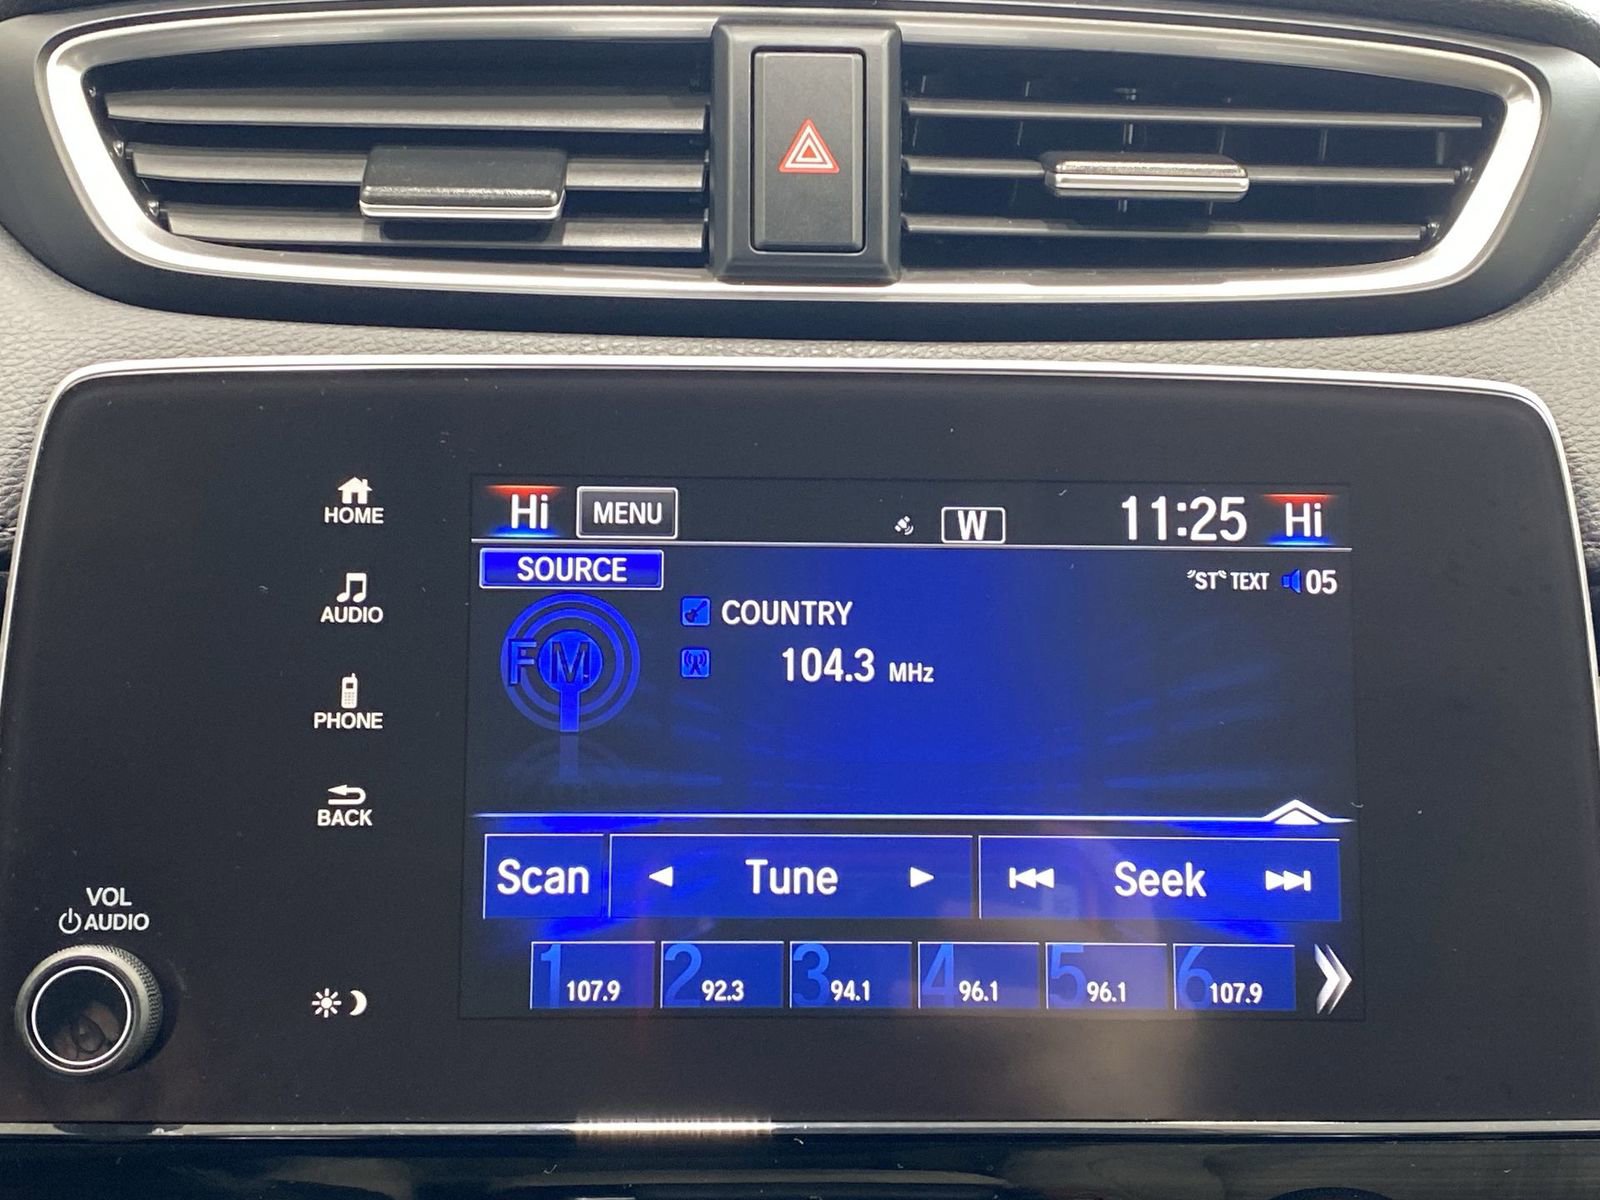 HOME
AUDIO
PHONE
BACK
VOL
AUDIO
Hi MENU W 11:25 Hi
SOURCE
"ST" TEXT 05
FM
COUNTRY
104.3 MHz
Scan Tune Seek
1 107.9 2 92.3 3 94.1 4 96.1 5 96.1 6 107.9